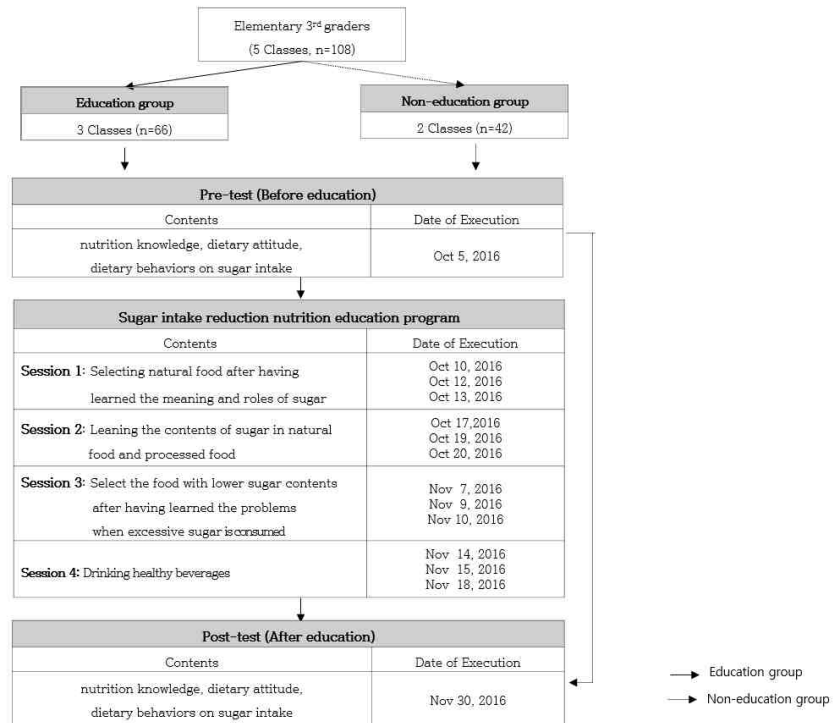 Elementary 3rd graders
(5 Classes, n=108)
Education group
3 Classes (n=66)
Non-education group
2 Classes (n=42)
Pre-test (Before education)
Contents
Date of Execution
nutrition knowledge, dietary attitude,
dietary behaviors on sugar intake
Oct 5, 2016
Sugar intake reduction nutrition education program
Contents
Date of Execution
Session 1: Selecting natural food after having
learned the meaning and roles of sugar
Oct 10, 2016
Oct 12, 2016
Oct 13, 2016
Session 2: Leaning the contents of sugar in natural
food and processed food
Oct 17,2016
Oct 19, 2016
Oct 20, 2016
Session 3: Select the food with lower sugar contents
after having learned the problems
when excessive sugar is consumed
Nov 7, 2016
Nov 9, 2016
Nov 10, 2016
Session 4: Drinking healthy beverages
Nov 14, 2016
Nov 15, 2016
Nov 18, 2016
Post-test (After education)
Contents
Date of Execution
nutrition knowledge, dietary attitude,
dietary behaviors on sugar intake
Nov 30, 2016
Education group
Non-education group